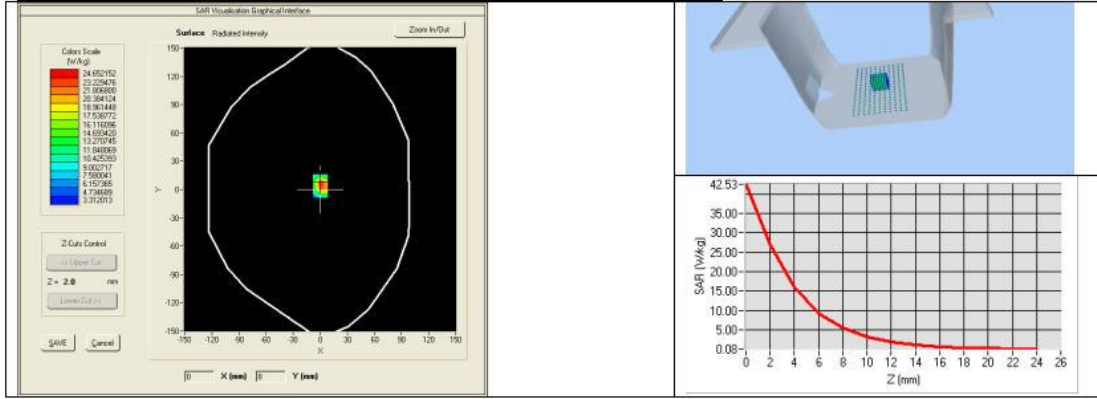 SAR Visualisation Graphical Interface
Surface Radiated Intensity
Zoom In/Out
Colors Scale
(W/kg)
24.652152
23.229476
21.806800
20.384124
18.961448
17.538772
16.116096
14.693420
13.270745
11.848069
10.425393
9.002717
7.580041
6.157365
4.734689
3.312013
Z-Cuts Control
<< Upper Cut
Z = 2.0 mm
Lower Cut >>
SAVE Cancel
150-
120-
90-
60-
30-
0-
-30-
-60-
-90-
-120-
-150-
Y
-150 -120 -90 -60 -30 0 30 60 90 120 150
X
0 X (mm) 0 Y (mm)
42.53-
35.00-
30.00-
25.00-
20.00-
15.00-
10.00-
5.00-
0.08-
SAR (W/kg)
0 2 4 6 8 10 12 14 16 18 20 22 24 26
Z (mm)